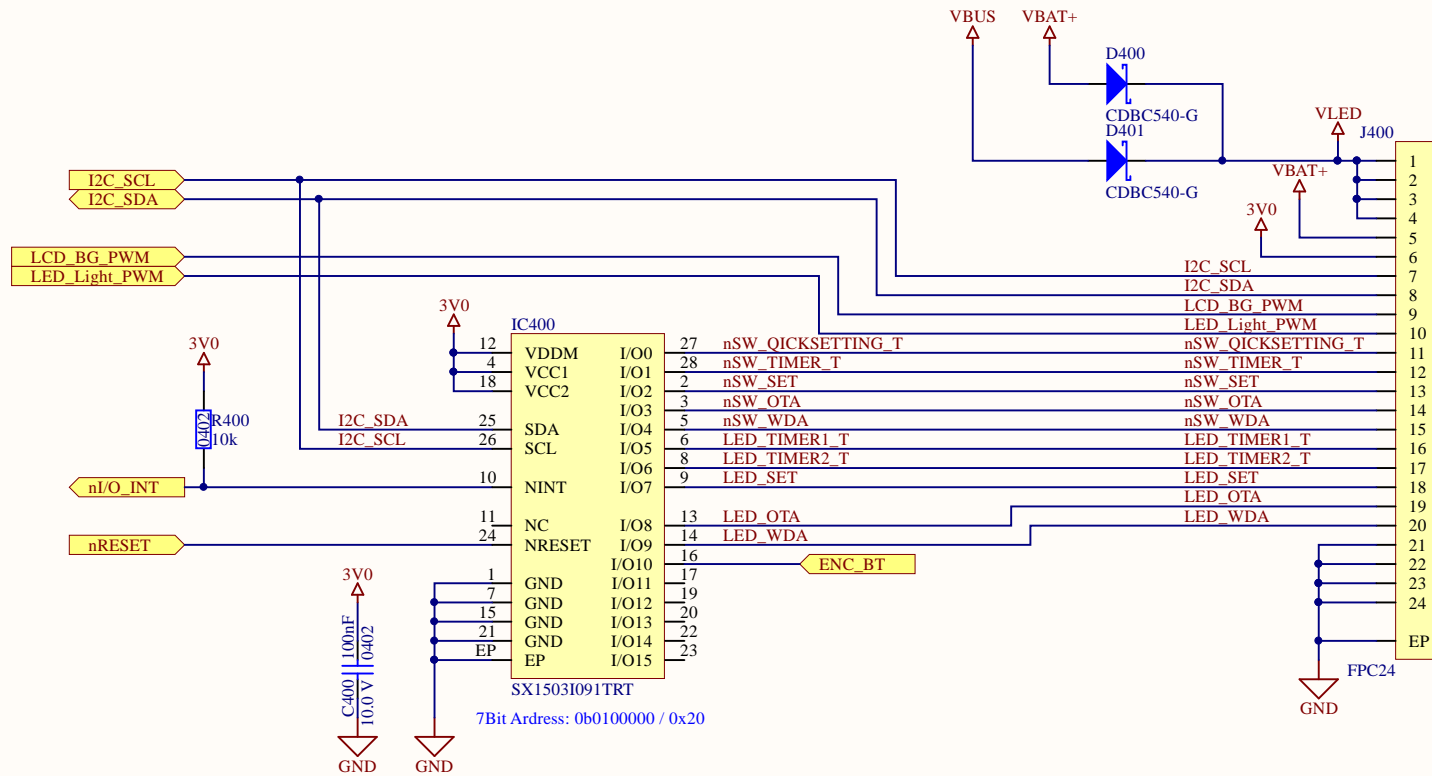 VBUS
VBAT+
D400
CDBC540-G
D401
CDBC540-G
VLED
J400
VBAT+
3V0
I2C_SCL
I2C_SDA
LCD_BG_PWM
LED_Light_PWM
3V0
R400
10k
0402
nI/O_INT
nRESET
3V0
C400
100nF
10.0 V
0402
GND
3V0
IC400
I2C_SDA
I2C_SCL
12 VDDM
4 VCC1
18 VCC2
25 SDA
26 SCL
10 NINT
11 NC
24 NRESET
1 GND
7 GND
15 GND
21 GND
EP EP
I/O0 27 nSW_QICKSETTING_T
I/O1 28 nSW_TIMER_T
I/O2 2 nSW_SET
I/O3 3 nSW_OTA
I/O4 5 nSW_WDA
I/O5 6 LED_TIMER1_T
I/O6 8 LED_TIMER2_T
I/O7 9 LED_SET
I/O8 13 LED_OTA
I/O9 14 LED_WDA
I/O10 16 ENC_BT
I/O11 17
I/O12 19
I/O13 20
I/O14 22
I/O15 23
SX1503I091TRT
7Bit Ardress: 0b0100000 / 0x20
GND
1
2
3
4
5
6
I2C_SCL 7
I2C_SDA 8
LCD_BG_PWM 9
LED_Light_PWM 10
nSW_QICKSETTING_T 11
nSW_TIMER_T 12
nSW_SET 13
nSW_OTA 14
nSW_WDA 15
LED_TIMER1_T 16
LED_TIMER2_T 17
LED_SET 18
LED_OTA 19
LED_WDA 20
21
22
23
24
EP
FPC24
GND